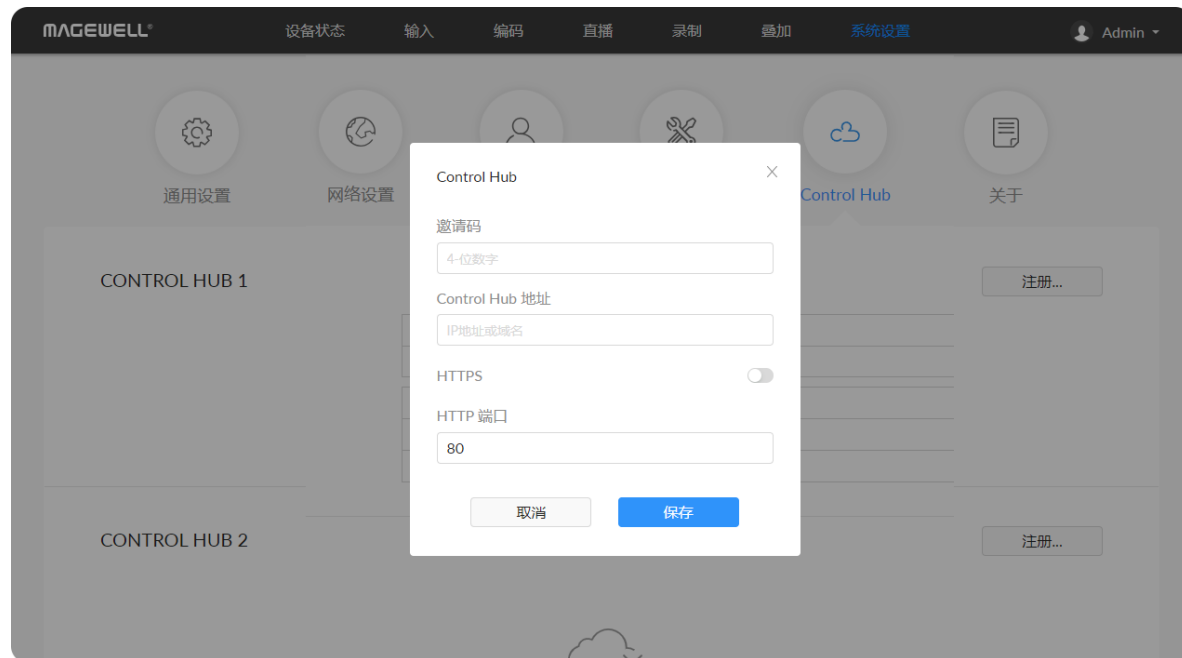 MAGEWELL®
设备状态 输入 编码 直播 录制 叠加 系统设置 Admin
通用设置 网络设置 Control Hub 关于
Control Hub
邀请码
4-位数字
Control Hub 地址
IP地址或域名
HTTPS
HTTP 端口
80
取消 保存
CONTROL HUB 1 注册...
CONTROL HUB 2 注册...